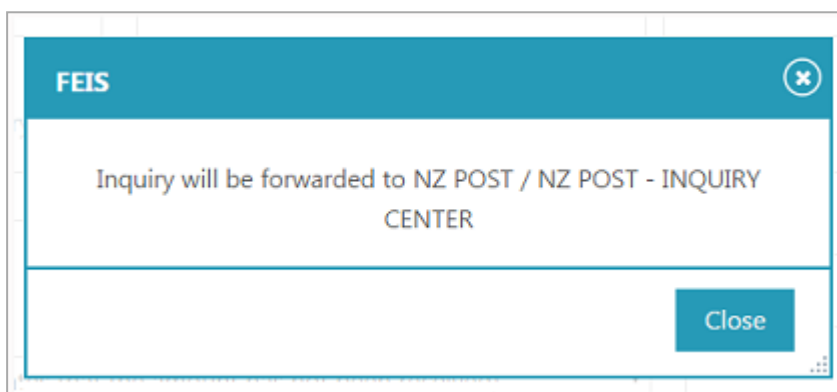 FEIS
Inquiry will be forwarded to NZ POST / NZ POST - INQUIRY
CENTER
Close